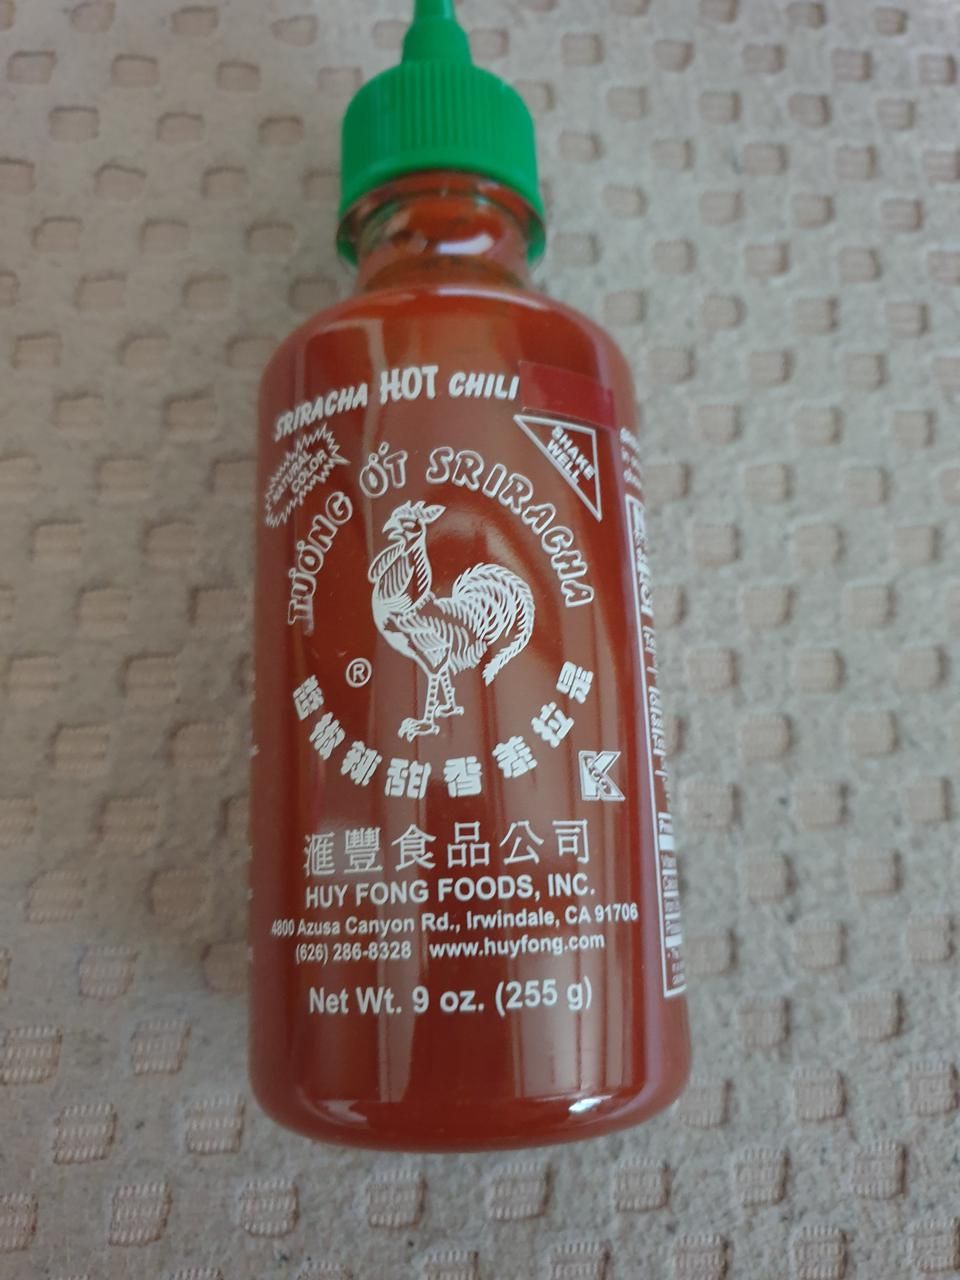 SRIRACHA HOT CHILI
NATURAL
COLOR
SHAKE
WELL
TƯƠNG ỚT SRIRACHA
®
是拉差香甜辣椒醬
K
滙豐食品公司
HUY FONG FOODS, INC.
4800 Azusa Canyon Rd., Irwindale, CA 91706
(626) 286-8328 www.huyfong.com
Net Wt. 9 oz. (255 g)